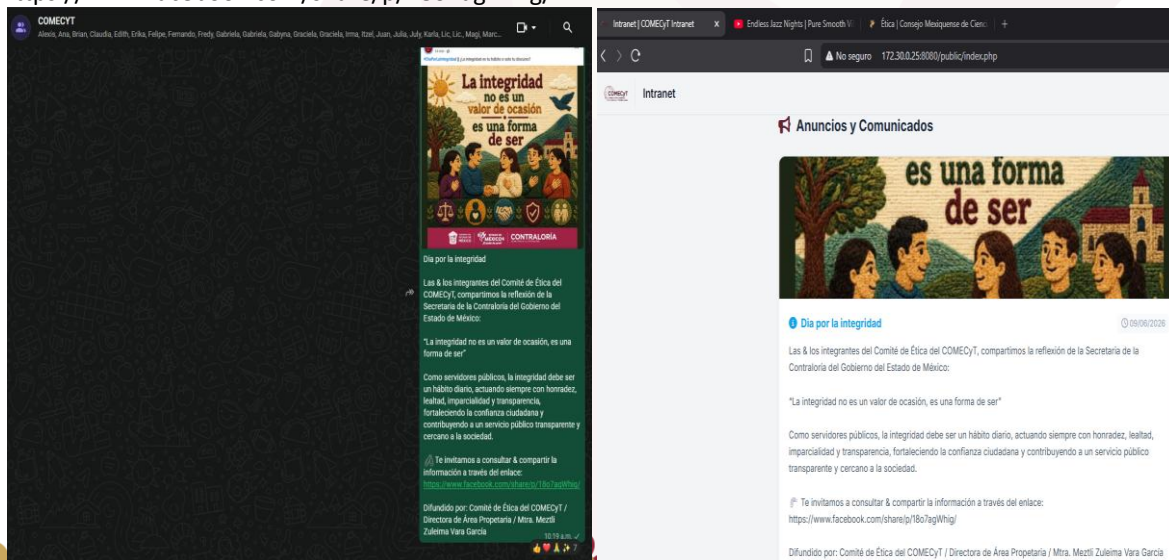 COMECYT
Alexis, Ana, Brian, Claudia, Edith, Erika, Felipe, Fernando, Fredy, Gabriela, Gabriela, Gabyna, Graciela, Graciela, Irma, Itzel, Juan, Julia, July, Karla, Lic, Lic., Magi, Marc...
La integridad
no es un
valor de ocasión
es una forma
de ser
CONTRALORÍA
Dia por la integridad
Las & los integrantes del Comité de Ética del
COMECyT, compartimos la reflexión de la
Secretaria de la Contraloría del Gobierno del
Estado de México:
"La integridad no es un valor de ocasión, es una
forma de ser"
Como servidores públicos, la integridad debe ser
un hábito diario, actuando siempre con honradez,
lealtad, imparcialidad y transparencia,
fortaleciendo la confianza ciudadana y
contribuyendo a un servicio público transparente y
cercano a la sociedad.
Te invitamos a consultar & compartir la
información a través del enlace:
https://www.facebook.com/share/p/18o7agWhig/
Difundido por: Comité de Ética del COMECyT /
Directora de Área Propetaria / Mtra. Meztli
Zuleima Vara García
10:19 a.m.
7
Intranet | COMECyT Intranet x
Endless Jazz Nights | Pure Smooth
Ética | Consejo Mexiquense de Cienc
No seguro 172.30.0.25:8080/public/index.php
COMECyT Intranet
Anuncios y Comunicados
es una forma
de ser
Dia por la integridad 09/06/2026
Las & los integrantes del Comité de Ética del COMECyT, compartimos la reflexión de la Secretaria de la
Contraloría del Gobierno del Estado de México:
"La integridad no es un valor de ocasión, es una forma de ser"
Como servidores públicos, la integridad debe ser un hábito diario, actuando siempre con honradez, lealtad,
imparcialidad y transparencia, fortaleciendo la confianza ciudadana y contribuyendo a un servicio público
transparente y cercano a la sociedad.
Te invitamos a consultar & compartir la información a través del enlace:
https://www.facebook.com/share/p/18o7agWhig/
Difundido por: Comité de Ética del COMECyT / Directora de Área Propetaria / Mtra. Meztli Zuleima Vara García